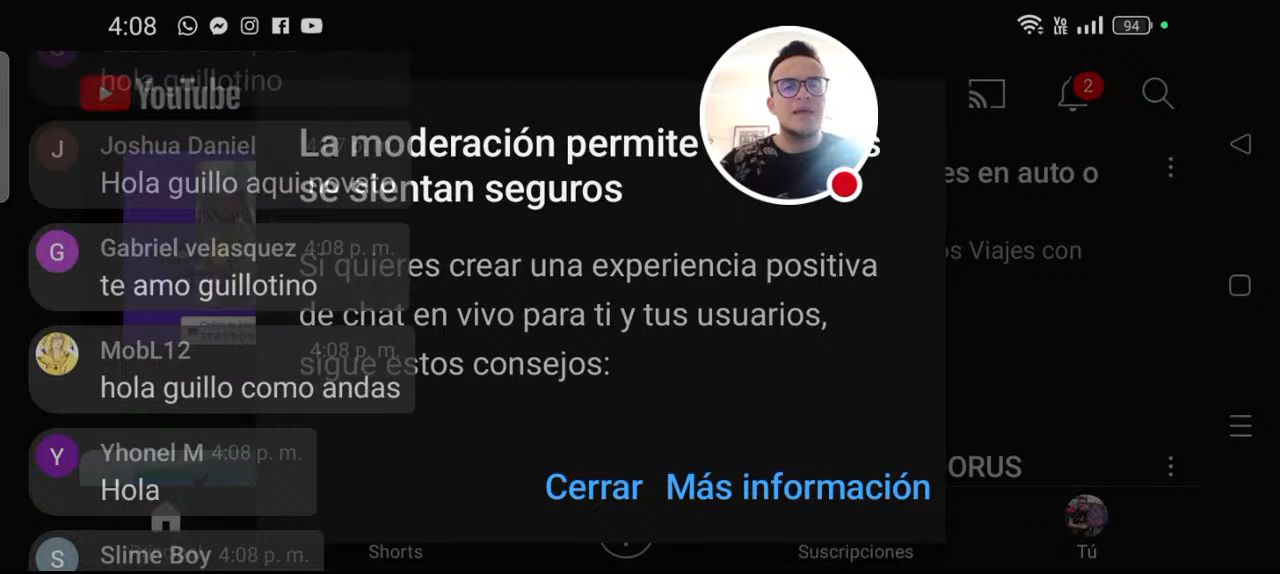 4:08
VO LTE
94
hola guillotino
YouTube
2
Joshua Daniel
Hola guillo aqui novato
La moderación permite
se sientan seguros
es en auto o
Gabriel velasquez 4:08 p. m.
te amo guillotino
Si quieres crear una experiencia positiva
de chat en vivo para ti y tus usuarios,
sigue estos consejos:
os Viajes con
MobL12 4:08 p. m.
hola guillo como andas
Yhonel M 4:08 p. m.
Hola
Cerrar Más información
ORUS
Slime Boy 4:08 p. m.
Shorts
Suscripciones
Tú